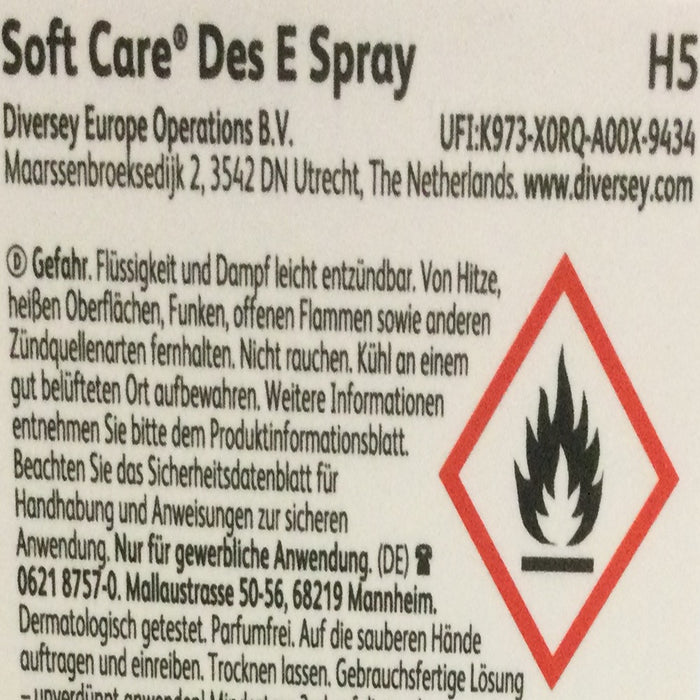 Soft Care® Des E Spray H5
Diversey Europe Operations B.V. UFI:K973-X0RQ-A00X-9434
Maarssenbroeksedijk 2, 3542 DN Utrecht, The Netherlands. www.diversey.com
Ⓓ Gefahr. Flüssigkeit und Dampf leicht entzündbar. Von Hitze,
heißen Oberflächen, Funken, offenen Flammen sowie anderen
Zündquellenarten fernhalten. Nicht rauchen. Kühl an einem
gut belüfteten Ort aufbewahren. Weitere Informationen
entnehmen Sie bitte dem Produktinformationsblatt.
Beachten Sie das Sicherheitsdatenblatt für
Handhabung und Anweisungen zur sicheren
Anwendung. Nur für gewerbliche Anwendung. (DE) ☎
0621 8757-0. Mallaustrasse 50-56, 68219 Mannheim.
Dermatologisch getestet. Parfumfrei. Auf die sauberen Hände
auftragen und einreiben. Trocknen lassen. Gebrauchsfertige Lösung
– unverdünnt anwenden!